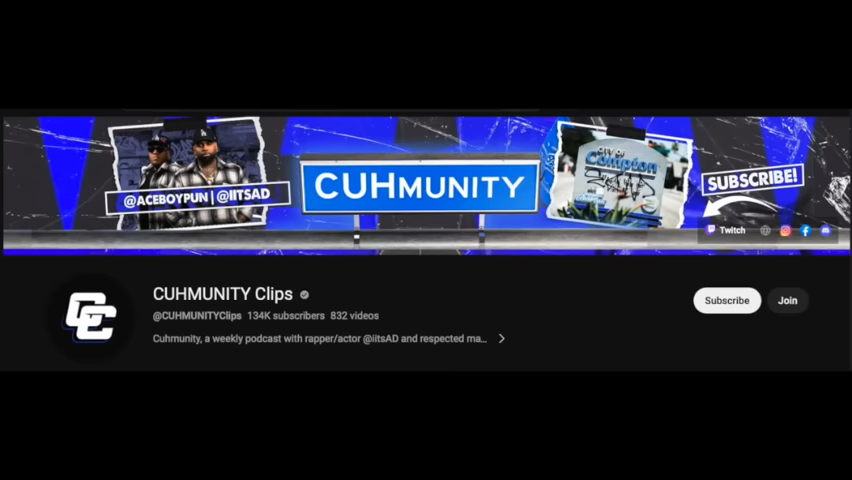 @ACEBOYPUN | @IITSAD
CUHMUNITY
CITY OF
Compton
SUBSCRIBE!
Twitch
CC
CUHMUNITY Clips
@CUHMUNITYClips 134K subscribers 832 videos
Cuhmunity, a weekly podcast with rapper/actor @iitsAD and respected ma...
Subscribe
Join